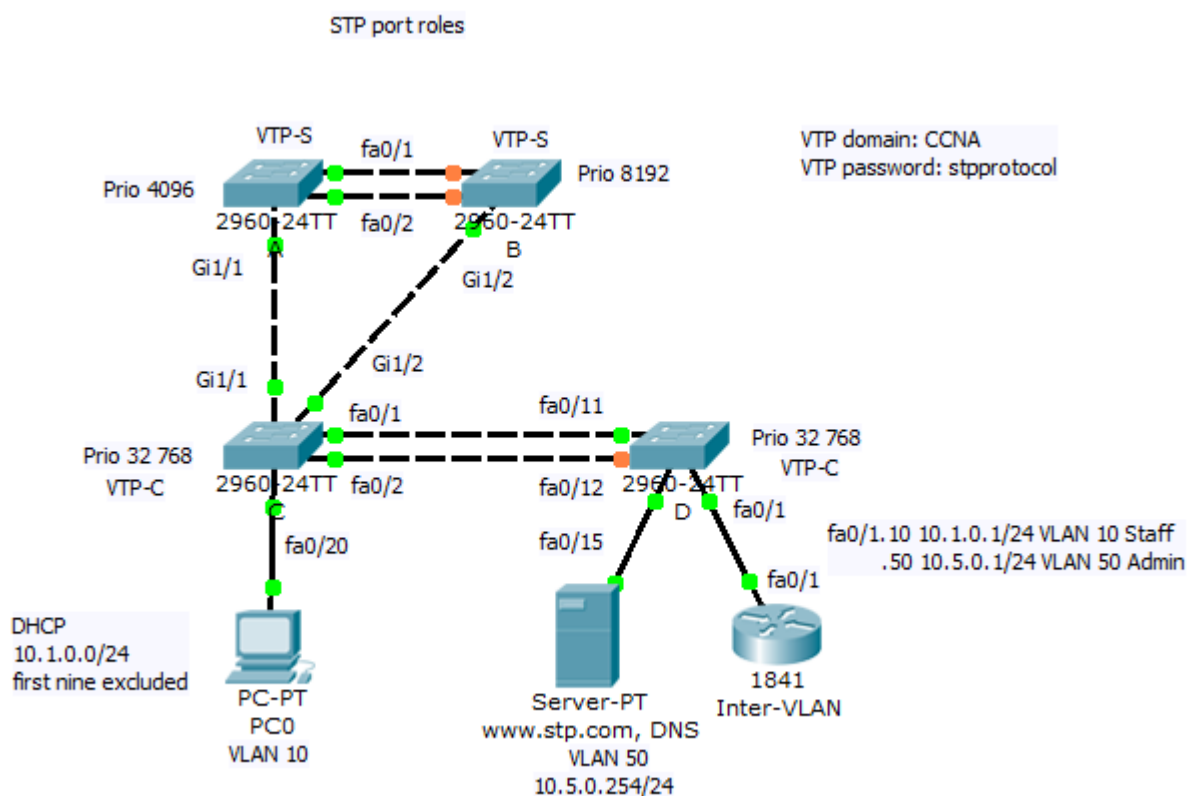 STP port roles
VTP-S
fa0/1
VTP-S
VTP domain: CCNA
VTP password: stpprotocol
Prio 4096
Prio 8192
2960-24TT
A
fa0/2
2960-24TT
B
Gi1/1
Gi1/2
Gi1/1
Gi1/2
fa0/1
fa0/11
Prio 32 768
VTP-C
Prio 32 768
VTP-C
2960-24TT
C
fa0/2
fa0/12
2960-24TT
D
fa0/20
fa0/15
fa0/1
fa0/1.10 10.1.0.1/24 VLAN 10 Staff
.50 10.5.0.1/24 VLAN 50 Admin
fa0/1
DHCP
10.1.0.0/24
first nine excluded
PC-PT
PC0
VLAN 10
Server-PT
www.stp.com, DNS
VLAN 50
10.5.0.254/24
1841
Inter-VLAN